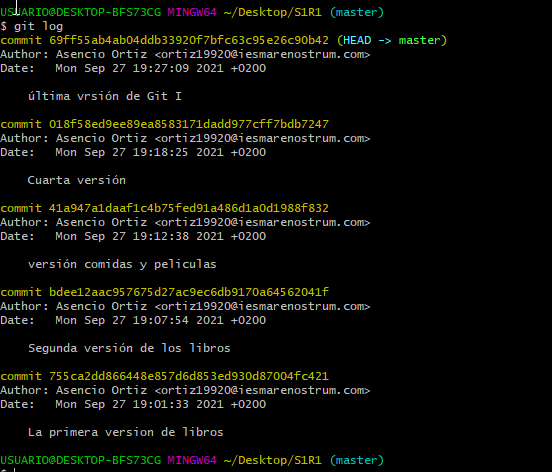 USUARIO@DESKTOP-BFS73CG MINGW64 ~/Desktop/S1R1 (master)
$ git log
commit 69ff55ab4ab04ddb33920f7bfc63c95e26c90b42 (HEAD -> master)
Author: Asencio Ortiz <ortiz19920@iesmarenostrum.com>
Date:   Mon Sep 27 19:27:09 2021 +0200
última vrsión de Git I
commit 018f58ed9ee89ea8583171dadd977cff7bdb7247
Author: Asencio Ortiz <ortiz19920@iesmarenostrum.com>
Date:   Mon Sep 27 19:18:25 2021 +0200
Cuarta versión
commit 41a947a1daaf1c4b75fed91a486d1a0d1988f832
Author: Asencio Ortiz <ortiz19920@iesmarenostrum.com>
Date:   Mon Sep 27 19:12:38 2021 +0200
versión comidas y peliculas
commit bdee12aac957675d27ac9ec6db9170a64562041f
Author: Asencio Ortiz <ortiz19920@iesmarenostrum.com>
Date:   Mon Sep 27 19:07:54 2021 +0200
Segunda versión de los libros
commit 755ca2dd866448e857d6d853ed930d87004fc421
Author: Asencio Ortiz <ortiz19920@iesmarenostrum.com>
Date:   Mon Sep 27 19:01:33 2021 +0200
La primera version de libros
USUARIO@DESKTOP-BFS73CG MINGW64 ~/Desktop/S1R1 (master)